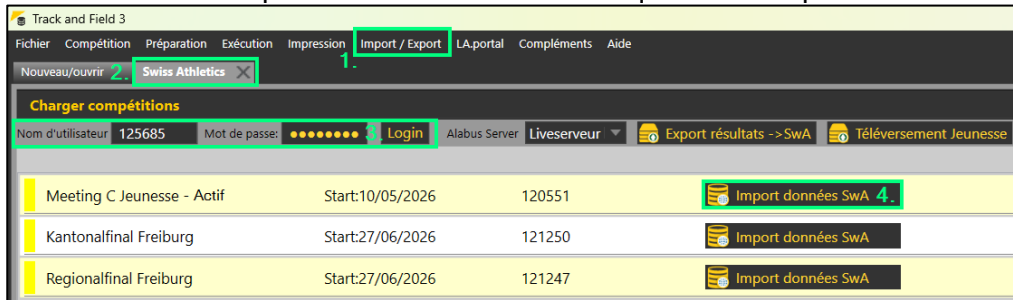 Track and Field 3
Fichier Compétition Préparation Exécution Impression Import / Export LA.portal Compléments Aide
1.
Nouveau/ouvrir 2. Swiss Athletics
Charger compétitions
Nom d'utilisateur 125685 Mot de passe: ●●●●●●●● 3. Login Alabus Server Liveserveur Export résultats ->SwA Téléversement Jeunesse
Meeting C Jeunesse - Actif Start:10/05/2026 120551 Import données SwA 4.
Kantonalfinal Freiburg Start:27/06/2026 121250 Import données SwA
Regionalfinal Freiburg Start:27/06/2026 121247 Import données SwA